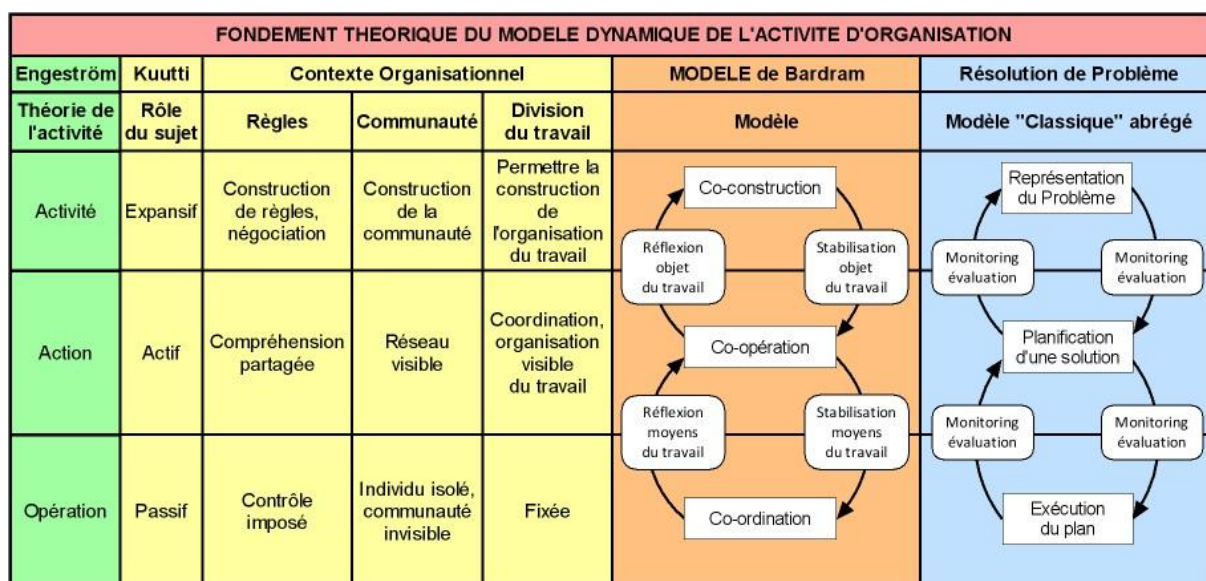 FONDEMENT THEORIQUE DU MODELE DYNAMIQUE DE L'ACTIVITE D'ORGANISATION
Engeström
Kuutti
Contexte Organisationnel
MODELE de Bardram
Résolution de Problème
Théorie de
l'activité
Rôle
du sujet
Règles
Communauté
Division
du travail
Modèle
Modèle "Classique" abrégé
Activité
Expansif
Construction
de règles,
négociation
Construction
de la
communauté
Permettre la
construction
de
l'organisation
du travail
Co-construction
Réflexion
objet
du travail
Stabilisation
objet
du travail
Représentation
du Problème
Monitoring
évaluation
Monitoring
évaluation
Action
Actif
Compréhension
partagée
Réseau
visible
Coordination,
organisation
visible
du travail
Co-opération
Réflexion
moyens
du travail
Stabilisation
moyens
du travail
Planification
d'une solution
Monitoring
évaluation
Monitoring
évaluation
Opération
Passif
Contrôle
imposé
Individu isolé,
communauté
invisible
Fixée
Co-ordination
Exécution
du plan